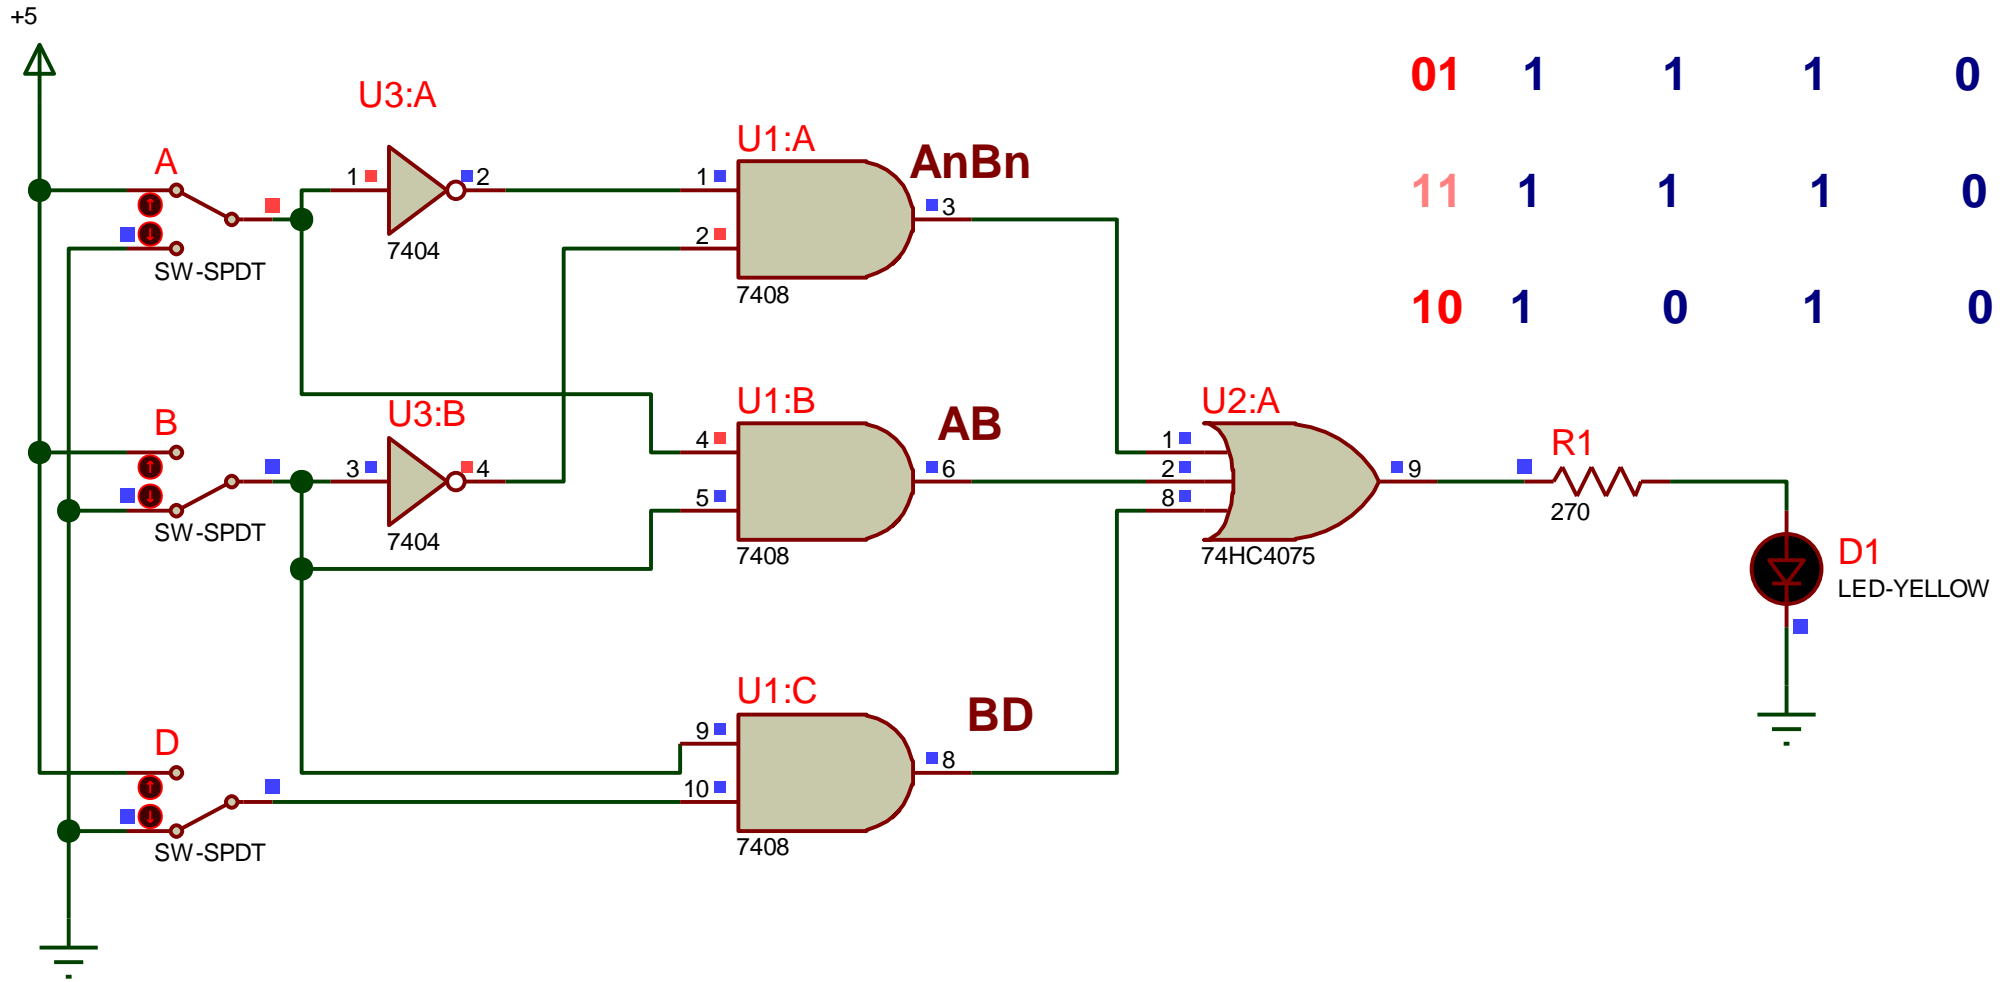 +5
01 1 1 1 0
U3:A
U1:A
A
AnBn
1 2 1 3
11 1 1 1 0
2
7404
SW-SPDT
7408
10 1 0 1 0
B
U3:B
U1:B
AB
U2:A
4 1
R1
3 4 6 2 9
5 8
270
SW-SPDT
7404
7408
74HC4075
D1
LED-YELLOW
U1:C
BD
D
9
8
10
SW-SPDT
7408